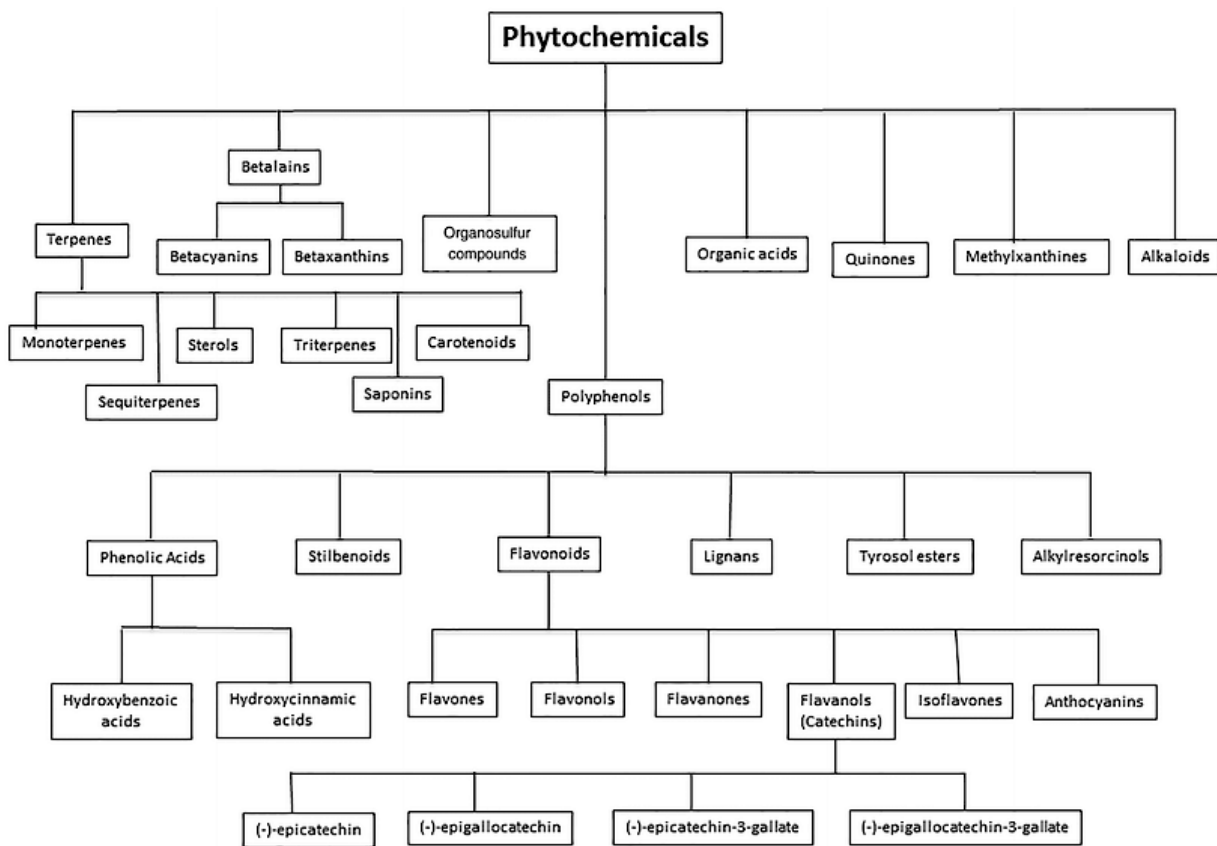 Phytochemicals
Betalains
Terpenes
Betacyanins
Betaxanthins
Organosulfur
compounds
Organic acids
Quinones
Methylxanthines
Alkaloids
Monoterpenes
Sterols
Triterpenes
Carotenoids
Sequiterpenes
Saponins
Polyphenols
Phenolic Acids
Stilbenoids
Flavonoids
Lignans
Tyrosol esters
Alkylresorcinols
Hydroxybenzoic
acids
Hydroxycinnamic
acids
Flavones
Flavonols
Flavanones
Flavanols
(Catechins)
Isoflavones
Anthocyanins
(-)-epicatechin
(-)-epigallocatechin
(-)-epicatechin-3-gallate
(-)-epigallocatechin-3-gallate